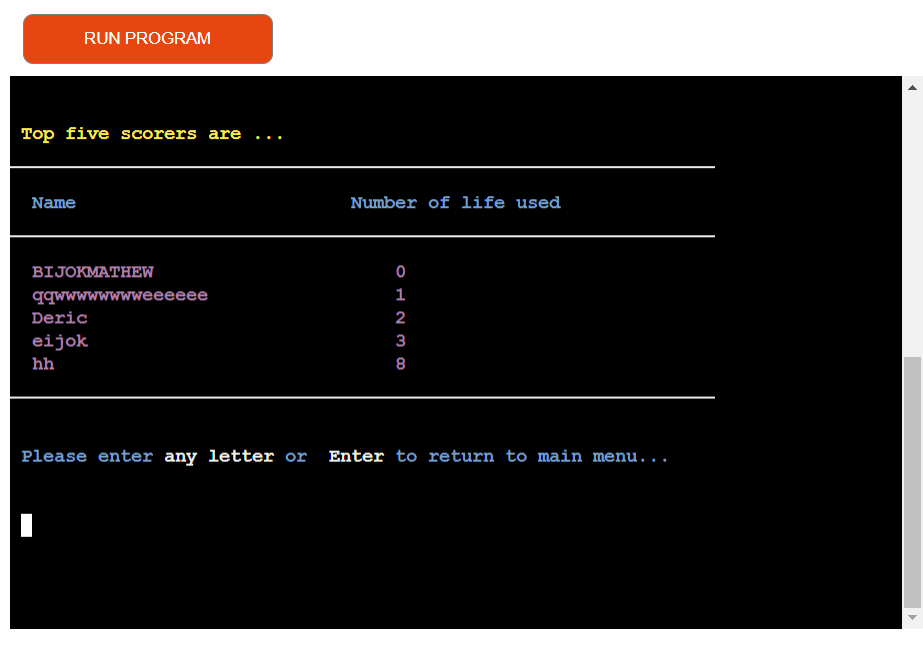 RUN PROGRAM
Top five scorers are ...
Name Number of life used
BIJOKMATHEW 0
qqwwwwwwwweeeeee 1
Deric 2
eijok 3
hh 8
Please enter any letter or Enter to return to main menu...